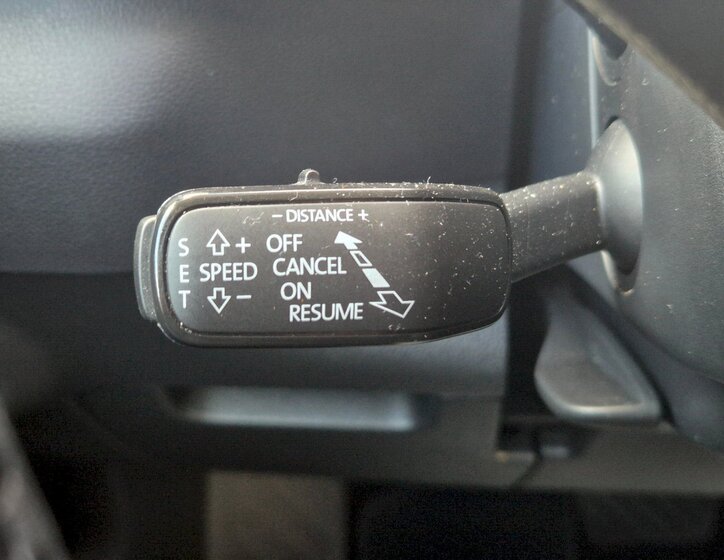 - DISTANCE +
S
E
T
+
SPEED
-
OFF
CANCEL
ON
RESUME